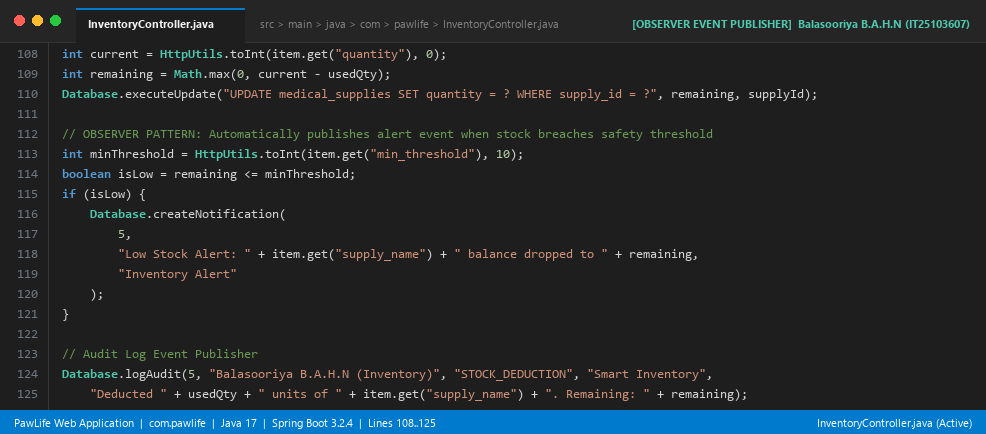 InventoryController.java
src > main > java > com > pawlife > InventoryController.java
[OBSERVER EVENT PUBLISHER] Balasooriya B.A.H.N (IT25103607)
108 int current = HttpUtils.toInt(item.get("quantity"), 0);
109 int remaining = Math.max(0, current - usedQty);
110 Database.executeUpdate("UPDATE medical_supplies SET quantity = ? WHERE supply_id = ?", remaining, supplyId);
111
112 // OBSERVER PATTERN: Automatically publishes alert event when stock breaches safety threshold
113 int minThreshold = HttpUtils.toInt(item.get("min_threshold"), 10);
114 boolean isLow = remaining <= minThreshold;
115 if (isLow) {
116     Database.createNotification(
117         5,
118         "Low Stock Alert: " + item.get("supply_name") + " balance dropped to " + remaining,
119         "Inventory Alert"
120     );
121 }
122
123 // Audit Log Event Publisher
124 Database.logAudit(5, "Balasooriya B.A.H.N (Inventory)", "STOCK_DEDUCTION", "Smart Inventory",
125     "Deducted " + usedQty + " units of " + item.get("supply_name") + ". Remaining: " + remaining);
PawLife Web Application | com.pawlife | Java 17 | Spring Boot 3.2.4 | Lines 108..125
InventoryController.java (Active)